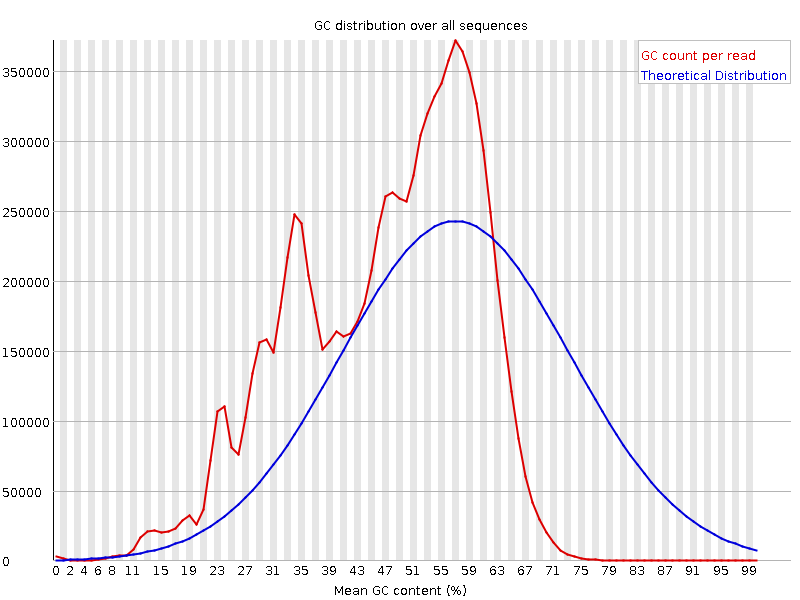 GC distribution over all sequences
GC count per read
Theoretical Distribution
350000
300000
250000
200000
150000
100000
50000
0
0 2 4 6 8 11 15 19 23 27 31 35 39 43 47 51 55 59 63 67 71 75 79 83 87 91 95 99
Mean GC content (%)